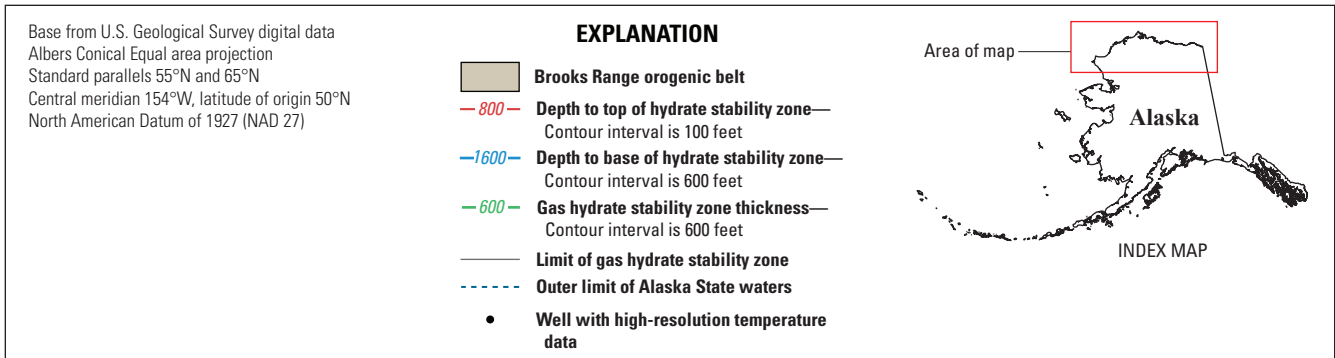 Base from U.S. Geological Survey digital data
Albers Conical Equal area projection
Standard parallels 55°N and 65°N
Central meridian 154°W, latitude of origin 50°N
North American Datum of 1927 (NAD 27)
EXPLANATION
Brooks Range orogenic belt
800 Depth to top of hydrate stability zone—
Contour interval is 100 feet
1600 Depth to base of hydrate stability zone—
Contour interval is 600 feet
600 Gas hydrate stability zone thickness—
Contour interval is 600 feet
Limit of gas hydrate stability zone
Outer limit of Alaska State waters
Well with high-resolution temperature
data
Area of map
Alaska
INDEX MAP